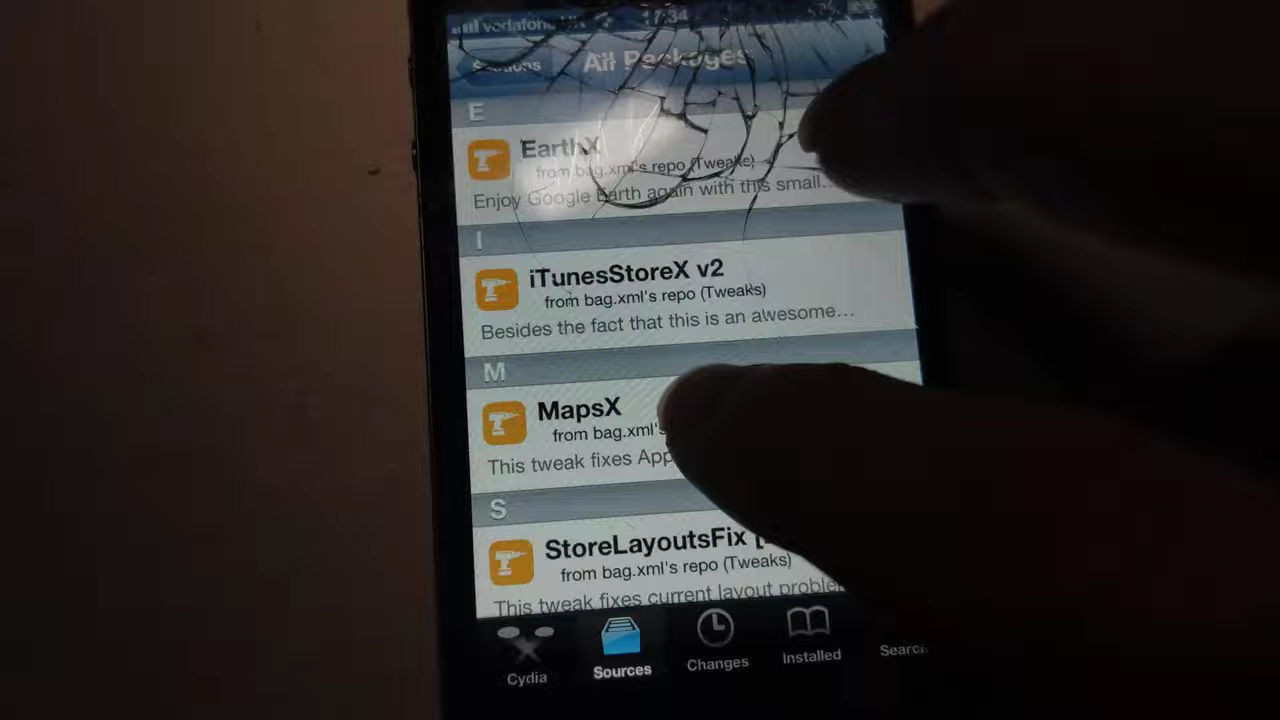 vodafone UK 17:34
Sections All Packages
E
EarthX
from bag.xml's repo (Tweaks)
Enjoy Google Earth again with this small...
I
iTunesStoreX v2
from bag.xml's repo (Tweaks)
Besides the fact that this is an awesome...
M
MapsX
from bag.xml's
This tweak fixes App
S
StoreLayoutsFix [
from bag.xml's repo (Tweaks)
This tweak fixes current layout proble
Cydia Sources Changes Installed Search